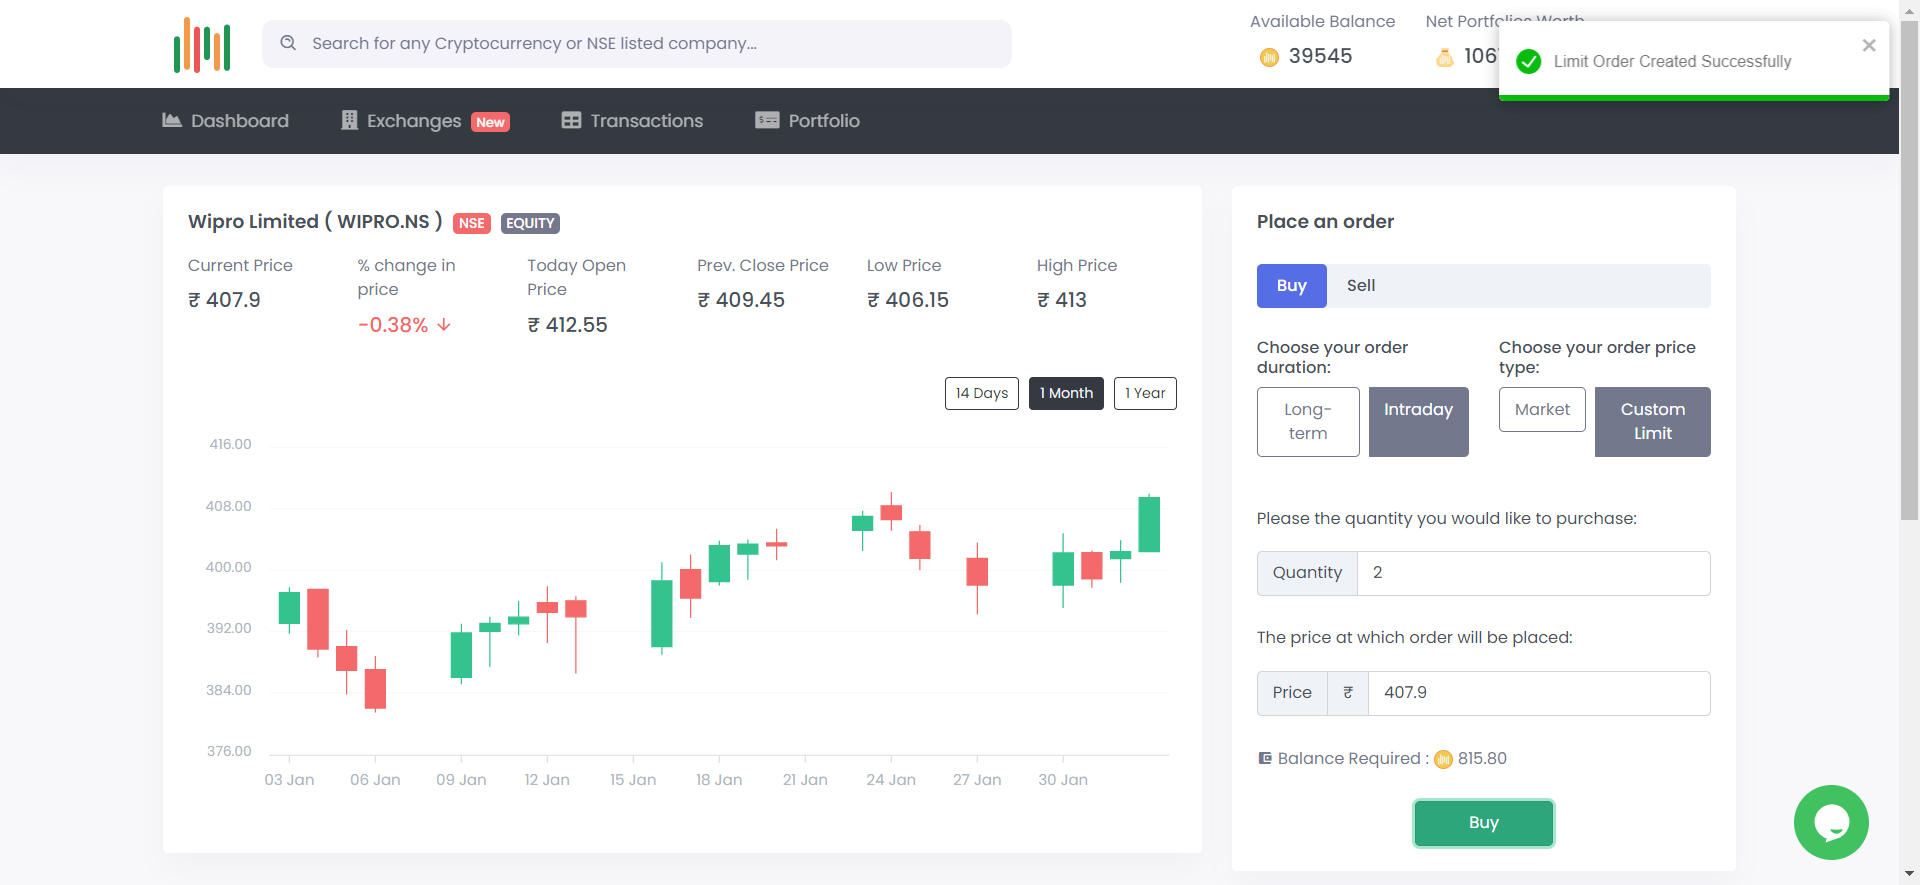 Search for any Cryptocurrency or NSE listed company...
Available Balance
39545
Net Portfolio Worth
106
Limit Order Created Successfully
Dashboard
Exchanges New
Transactions
Portfolio
Wipro Limited ( WIPRO.NS ) NSE EQUITY
Current Price
₹ 407.9
% change in
price
-0.38% ↓
Today Open
Price
₹ 412.55
Prev. Close Price
₹ 409.45
Low Price
₹ 406.15
High Price
₹ 413
14 Days
1 Month
1 Year
416.00
408.00
400.00
392.00
384.00
376.00
03 Jan
06 Jan
09 Jan
12 Jan
15 Jan
18 Jan
21 Jan
24 Jan
27 Jan
30 Jan
Place an order
Buy
Sell
Choose your order
duration:
Long-
term
Intraday
Choose your order price
type:
Market
Custom
Limit
Please the quantity you would like to purchase:
Quantity 2
The price at which order will be placed:
Price ₹ 407.9
Balance Required : 815.80
Buy